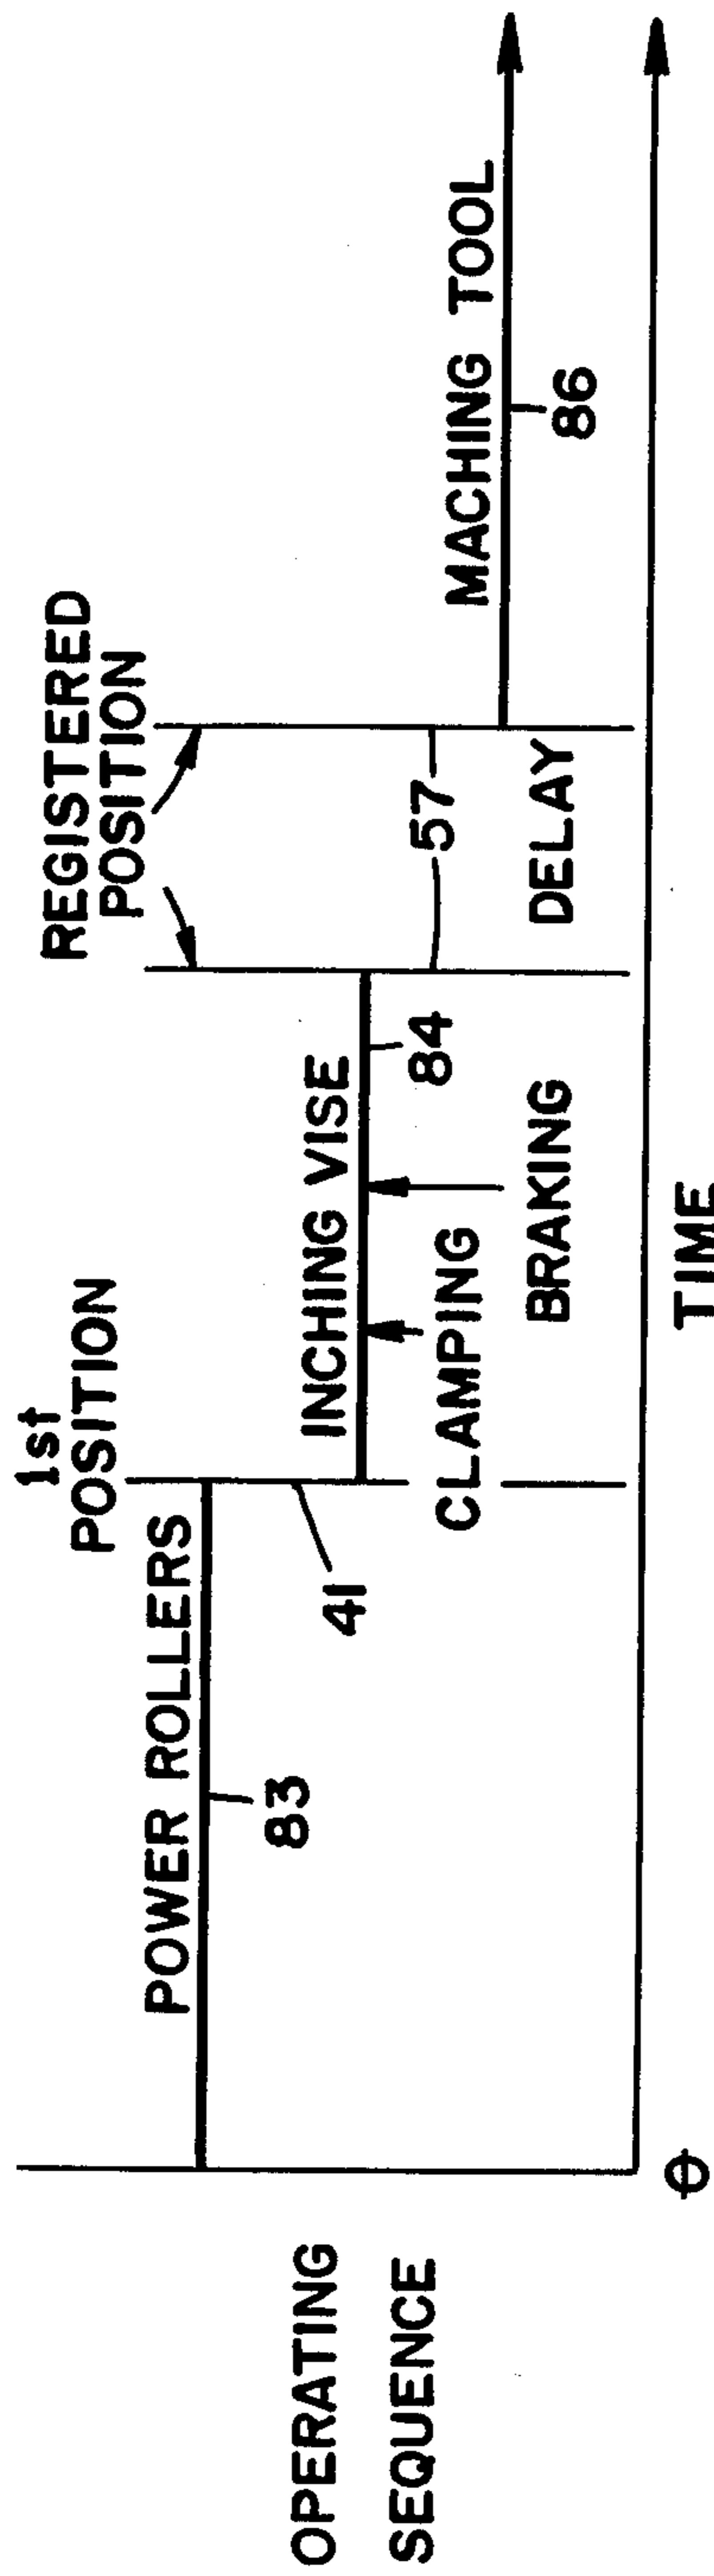 OPERATING
SEQUENCE
POWER ROLLERS
83
1st
POSITION
41
INCHING VISE
84
CLAMPING
BRAKING
REGISTERED
POSITION
57
DELAY
MACHING TOOL
86
0
TIME